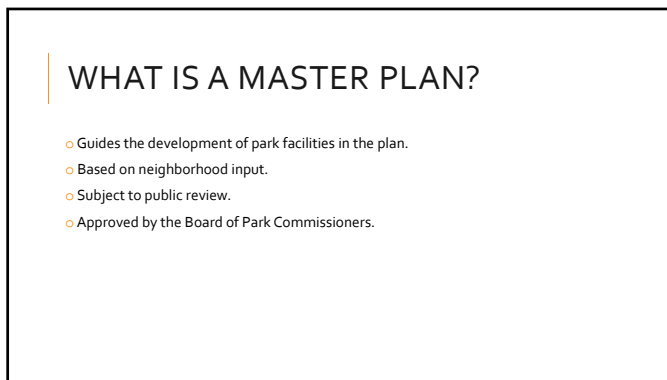 WHAT IS A MASTER PLAN?
o Guides the development of park facilities in the plan.
o Based on neighborhood input.
o Subject to public review.
o Approved by the Board of Park Commissioners.